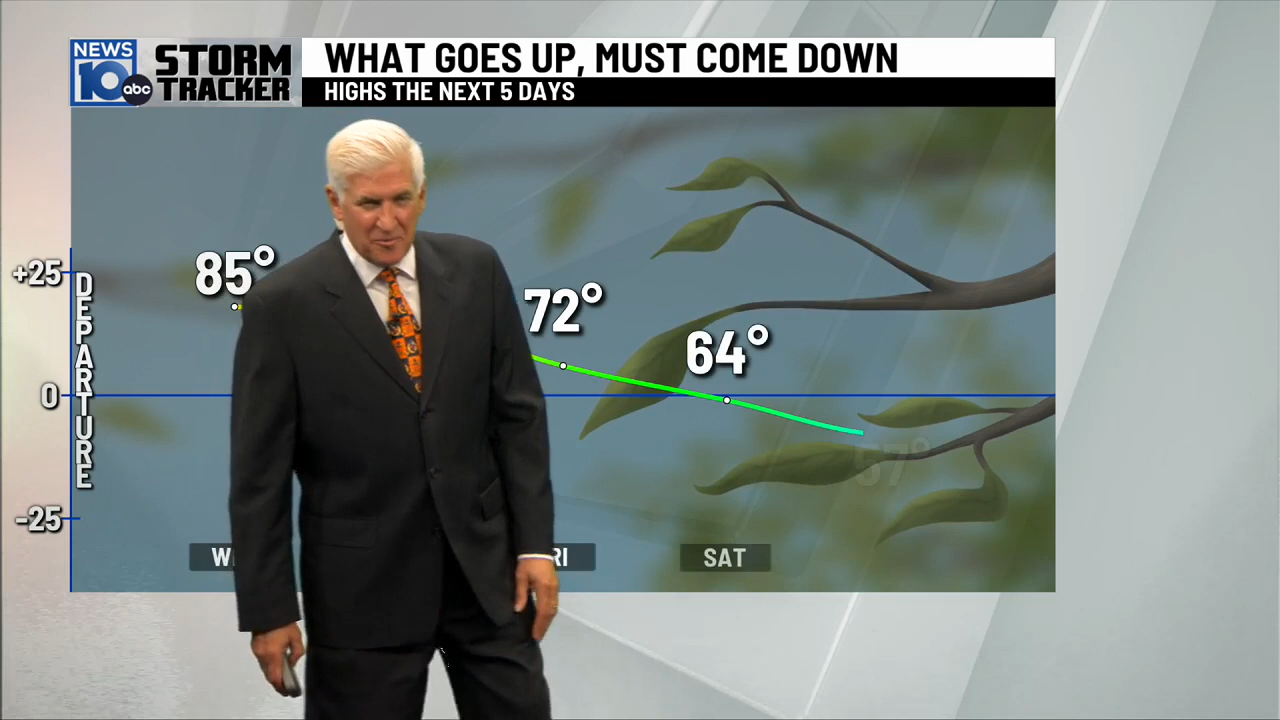 NEWS
10
abc
STORM
TRACKER
WHAT GOES UP, MUST COME DOWN
HIGHS THE NEXT 5 DAYS
+25
0
-25
DEPARTURE
85°
72°
64°
57°
SAT